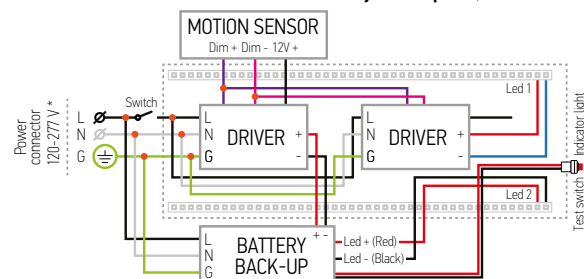 MOTION SENSOR
Dim + Dim - 12V +
Led 1
Power connector 120-277 V *
Switch
L
N
G
L
N
G
DRIVER
+
-
L
N
G
DRIVER
+
-
Test switch
Indicator light
Led 2
L
N
G
+ -
BATTERY
BACK-UP
Led + (Red)
Led - (Black)